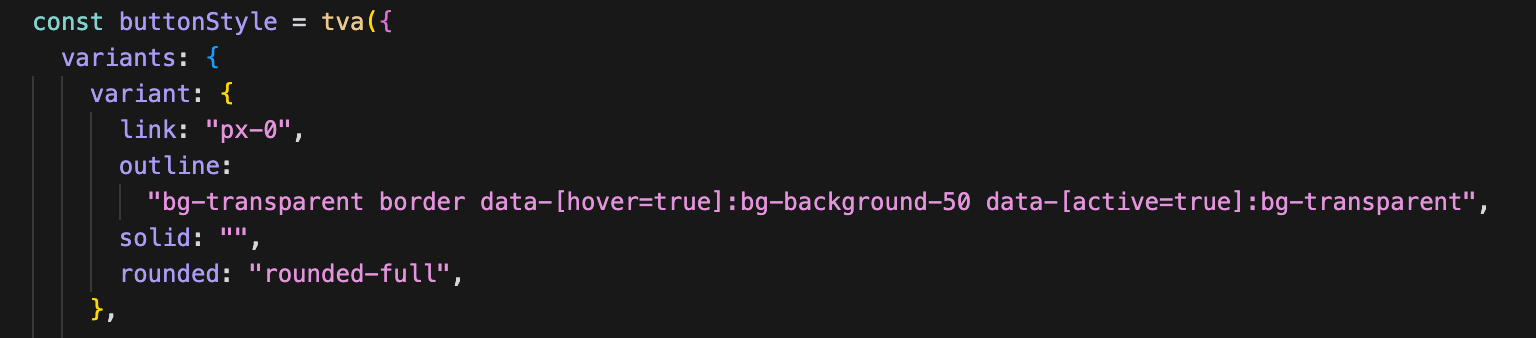 const buttonStyle = tva({
variants: {
variant: {
link: "px-0",
outline:
"bg-transparent border data-[hover=true]:bg-background-50 data-[active=true]:bg-transparent",
solid: "",
rounded: "rounded-full",
},